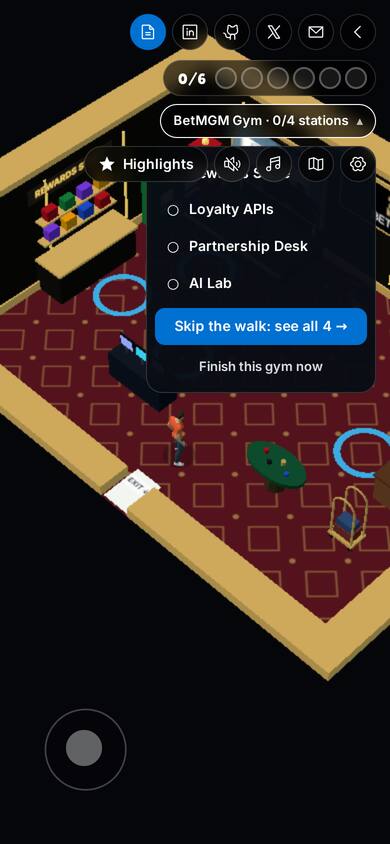 0/6
BetMGM Gym · 0/4 stations ▲
★ Highlights
REWARDS S
Loyalty APIs
Partnership Desk
AI Lab
Skip the walk: see all 4 →
Finish this gym now
EXIT